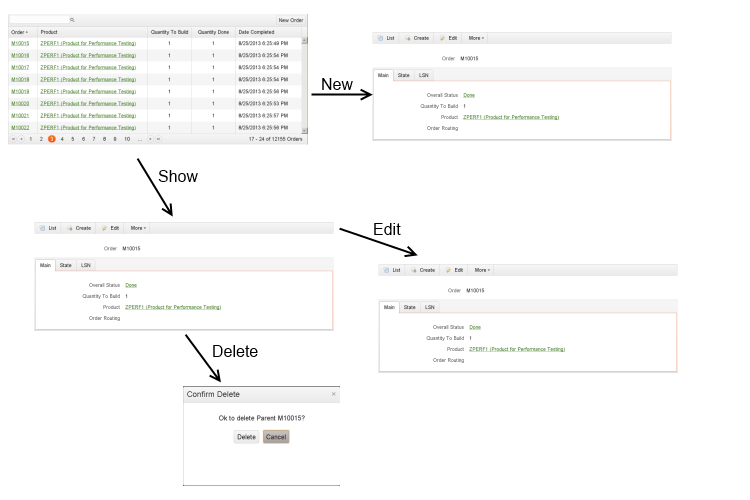 New Order
Order Product Quantity To Build Quantity Done Date Completed
M10015 ZPERF1 (Product for Performance Testing) 1 1 8/25/2013 6:25:49 PM
M10016 ZPERF1 (Product for Performance Testing) 1 1 8/25/2013 6:25:54 PM
M10017 ZPERF1 (Product for Performance Testing) 1 1 8/25/2013 6:25:54 PM
M10018 ZPERF1 (Product for Performance Testing) 1 1 8/25/2013 6:25:54 PM
M10019 ZPERF1 (Product for Performance Testing) 1 1 8/25/2013 6:25:56 PM
M10020 ZPERF1 (Product for Performance Testing) 1 1 8/25/2013 6:25:53 PM
M10021 ZPERF1 (Product for Performance Testing) 1 1 8/25/2013 6:25:57 PM
M10022 ZPERF1 (Product for Performance Testing) 1 1 8/25/2013 6:25:56 PM
1 2 3 4 5 6 7 8 9 10 ... 17 - 24 of 12155 Orders
New
List Create Edit More
Order M10015
Main State LSN
Overall Status Done
Quantity To Build 1
Product ZPERF1 (Product for Performance Testing)
Order Routing
Show
List Create Edit More
Order M10015
Main State LSN
Overall Status Done
Quantity To Build 1
Product ZPERF1 (Product for Performance Testing)
Order Routing
Edit
List Create Edit More
Order M10015
Main State LSN
Overall Status Done
Quantity To Build 1
Product ZPERF1 (Product for Performance Testing)
Order Routing
Delete
Confirm Delete ×
Ok to delete Parent M10015?
Delete Cancel